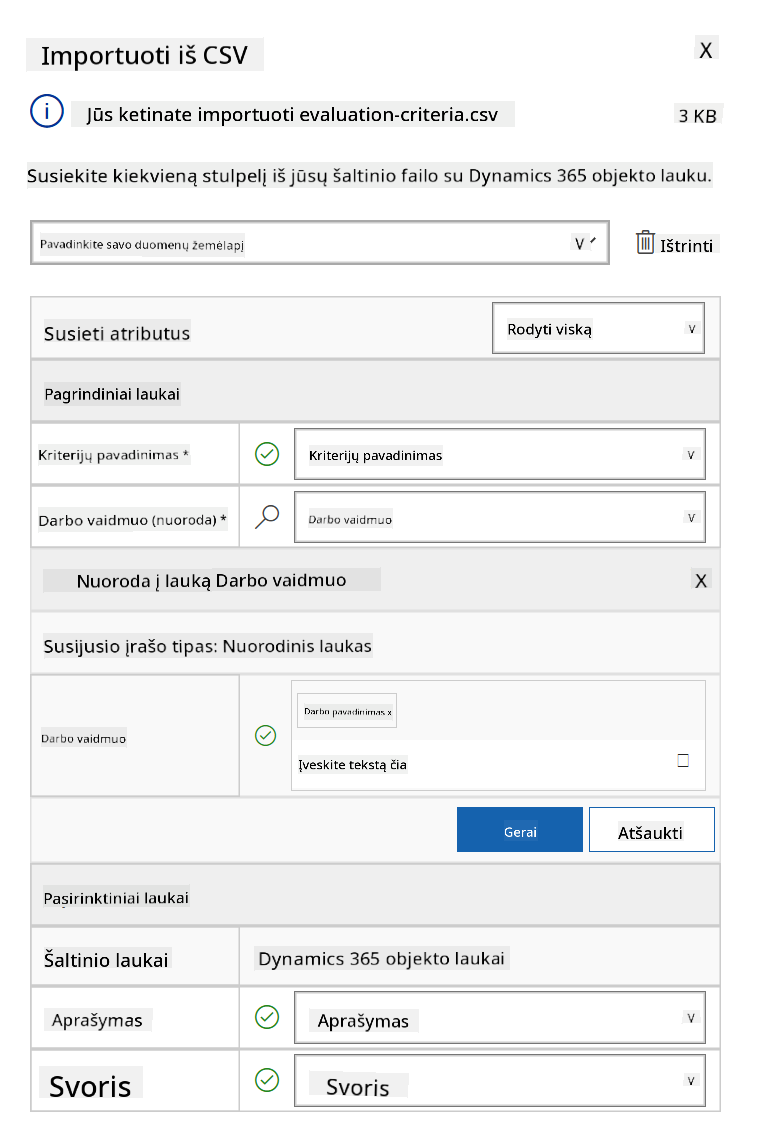 Importuoti iš CSV
X
i
Jūs ketinate importuoti evaluation-criteria.csv
3 KB
Susiekite kiekvieną stulpelį iš jūsų šaltinio failo su Dynamics 365 objekto lauku.
Pavadinkite savo duomenų žemėlapį
V
Ištrinti
Susieti atributus
Rodyti viską
v
Pagrindiniai laukai
Kriterijų pavadinimas *
Kriterijų pavadinimas
v
Darbo vaidmuo (nuoroda) *
Darbo vaidmuo
v
Nuoroda į lauką Darbo vaidmuo
X
Susijusio įrašo tipas: Nuorodinis laukas
Darbo vaidmuo
Darbo pavadinimas x
Įveskite tekstą čia
Gerai
Atšaukti
Pasirinktiniai laukai
Šaltinio laukai
Dynamics 365 objekto laukai
Aprašymas
Aprašymas
v
Svoris
Svoris
v